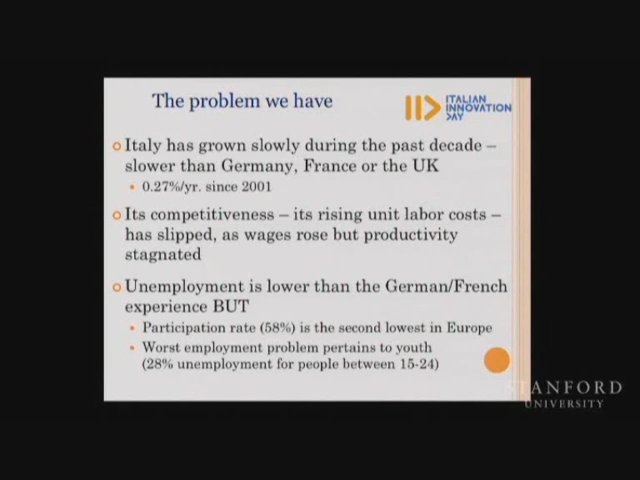 The problem we have
ITALIAN
INNOVATION
DAY
Italy has grown slowly during the past decade –
slower than Germany, France or the UK
0.27%/yr. since 2001
Its competitiveness – its rising unit labor costs –
has slipped, as wages rose but productivity
stagnated
Unemployment is lower than the German/French
experience BUT
Participation rate (58%) is the second lowest in Europe
Worst employment problem pertains to youth
(28% unemployment for people between 15-24)
STANFORD
UNIVERSITY